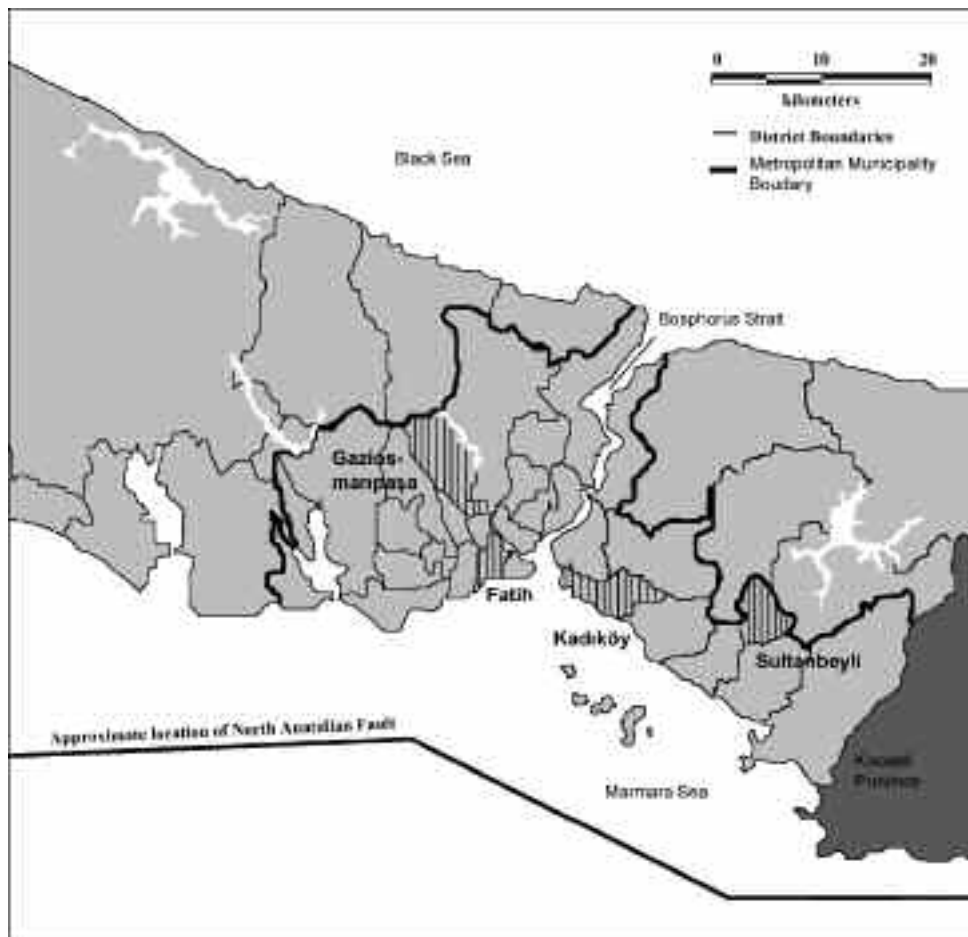 0 10 20
kilometers
District Boundaries
Metropolitan Municipality
Boudary
Black Sea
Bosphorus Strait
Gazios-
manpasa
Fatih
Kadıköy
Sultanbeyli
Approximate location of North Anatolian Fault
Marmara Sea
Kocaeli